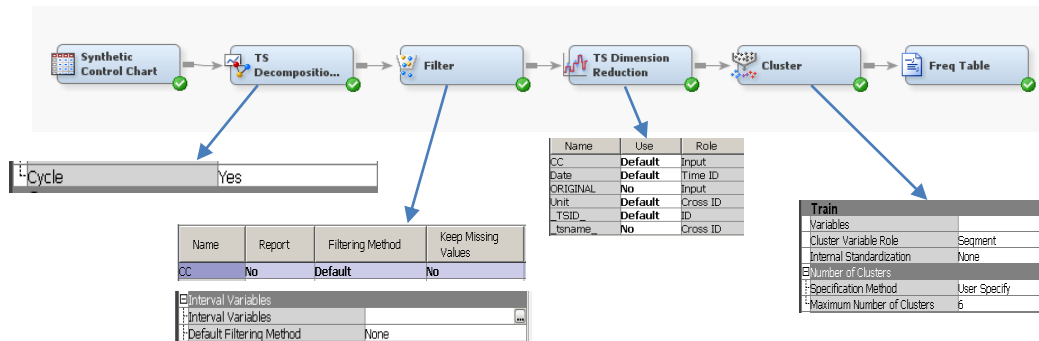 Synthetic
Control Chart
TS
Decompositio...
Filter
TS Dimension
Reduction
Cluster
Freq Table
Cycle Yes
Name Report Filtering Method Keep Missing Values
CC No Default No
Interval Variables
Interval Variables ...
Default Filtering Method None
Name Use Role
CC Default Input
Date Default Time ID
ORIGINAL No Input
Unit Default Cross ID
_TSID_ Default ID
_tsname_ No Cross ID
Train
Variables
Cluster Variable Role Segment
Internal Standardization None
Number of Clusters
Specification Method User Specify
Maximum Number of Clusters 6